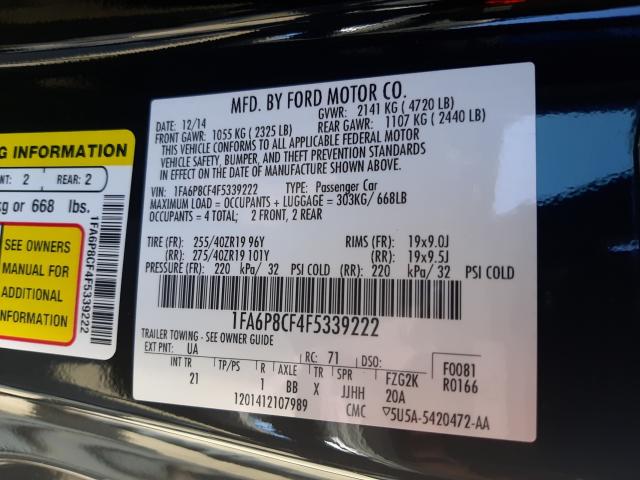 G INFORMATION
NT: 2 REAR: 2
kg or 668 lbs.
SEE OWNERS
MANUAL FOR
ADDITIONAL
INFORMATION
1FA6P8CF4F5339222
MFD. BY FORD MOTOR CO.
DATE: 12/14 GVWR: 2141 KG ( 4720 LB)
FRONT GAWR: 1055 KG ( 2325 LB) REAR GAWR: 1107 KG ( 2440 LB)
THIS VEHICLE CONFORMS TO ALL APPLICABLE FEDERAL MOTOR
VEHICLE SAFETY, BUMPER, AND THEFT PREVENTION STANDARDS
IN EFFECT ON THE DATE OF MANUFACTURE SHOWN ABOVE.
VIN: 1FA6P8CF4F5339222 TYPE: Passenger Car
MAXIMUM LOAD = OCCUPANTS + LUGGAGE = 303KG/ 668LB
OCCUPANTS = 4 TOTAL; 2 FRONT, 2 REAR
TIRE (FR): 255/40ZR19 96Y RIMS (FR): 19x9.0J
(RR): 275/40ZR19 101Y (RR): 19x9.5J
PRESSURE (FR): 220 kPa/ 32 PSI COLD (RR): 220 kPa/ 32 PSI COLD
1FA6P8CF4F5339222
TRAILER TOWING - SEE OWNER GUIDE
EXT PNT: UA RC: 71 DSO: F0081
R0166
INT TR TP/PS R AXLE TR SPR FZG2K
21 1 BB X JJHH 20A
1201412107989 CMC ▽5U5A-5420472-AA